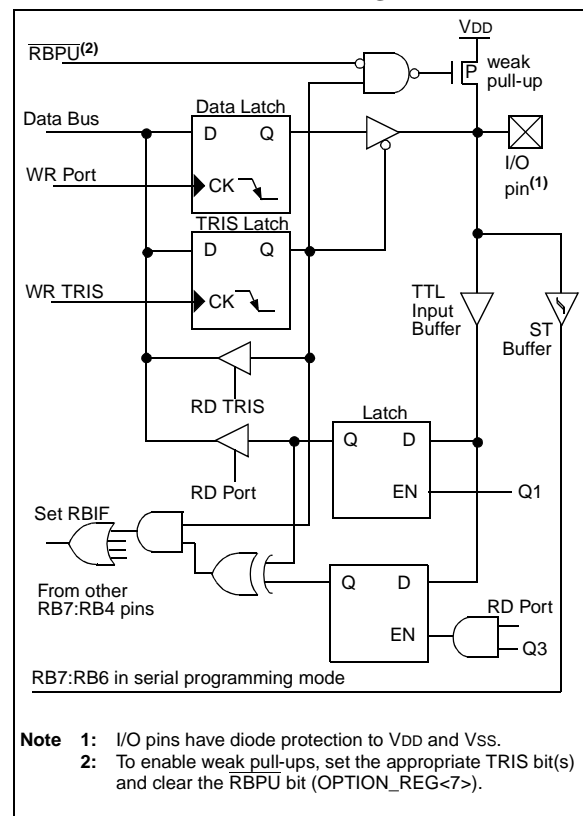 VDD
RBPU(2)
P
weak
pull-up
Data Latch
Data Bus
D
Q
I/O
pin(1)
WR Port
CK
TRIS Latch
D
Q
WR TRIS
CK
TTL
Input
Buffer
ST
Buffer
RD TRIS
Latch
Q
D
RD Port
EN
Q1
Set RBIF
From other
RB7:RB4 pins
Q
D
RD Port
EN
Q3
RB7:RB6 in serial programming mode
Note 1: I/O pins have diode protection to VDD and VSS.
2: To enable weak pull-ups, set the appropriate TRIS bit(s)
and clear the RBPU bit (OPTION_REG<7>).